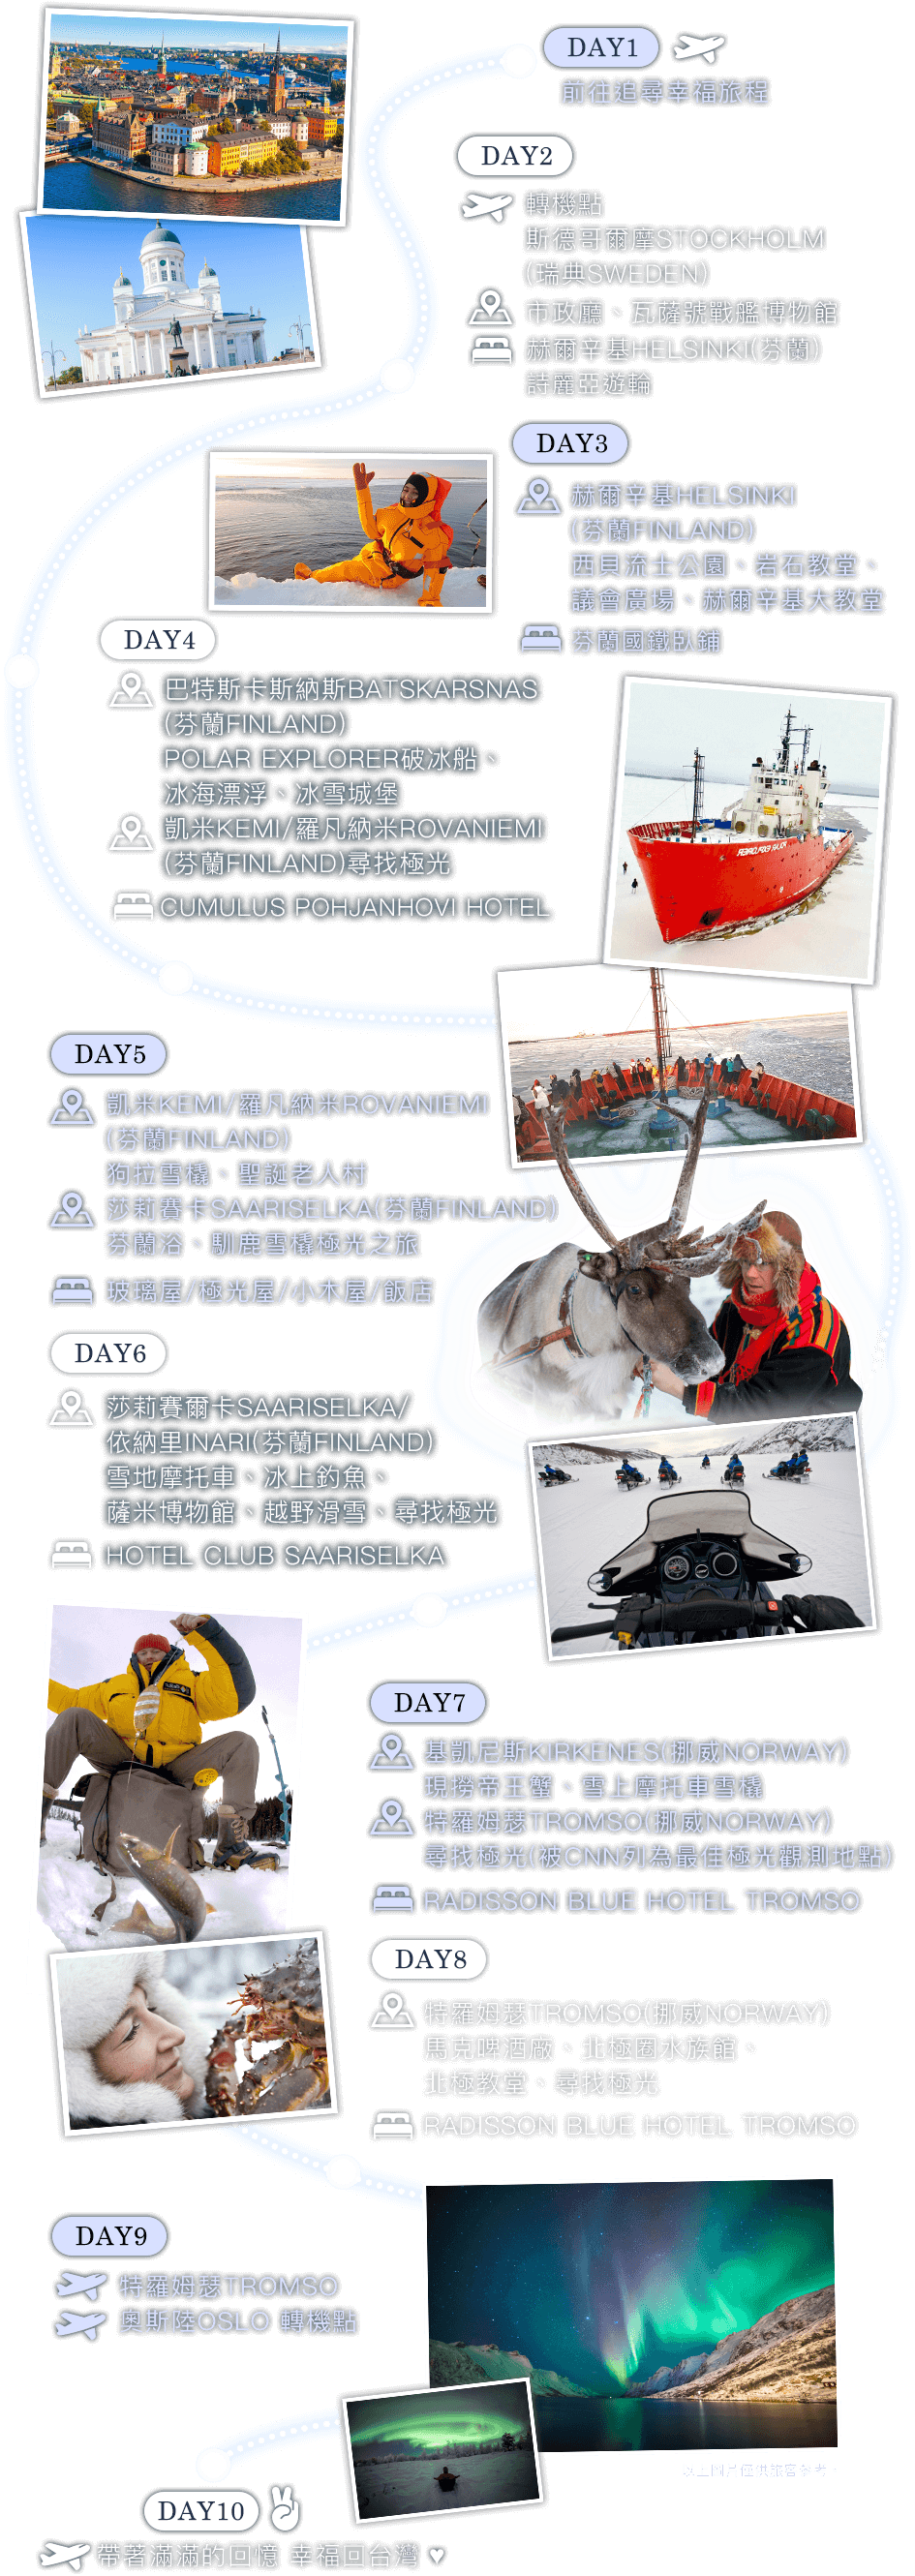 DAY1
前往追尋幸福旅程
DAY2
轉機點
斯德哥爾摩STOCKHOLM
(瑞典SWEDEN)
市政廳、瓦薩號戰艦博物館
赫爾辛基HELSINKI(芬蘭)
詩麗亞遊輪
DAY3
赫爾辛基HELSINKI
(芬蘭FINLAND)
西貝流士公園、岩石教堂、
議會廣場、赫爾辛基大教堂
芬蘭國鐵臥鋪
DAY4
巴特斯卡斯納斯BATSKARSNAS
(芬蘭FINLAND)
POLAR EXPLORER破冰船、
冰海漂浮、冰雪城堡
凱米KEMI/羅凡納米ROVANIEMI
(芬蘭FINLAND)尋找極光
CUMULUS POHJANHOVI HOTEL
DAY5
凱米KEMI/羅凡納米ROVANIEMI
(芬蘭FINLAND)
狗拉雪橇、聖誕老人村
莎莉賽卡SAARISELKA(芬蘭FINLAND)
芬蘭浴、馴鹿雪橇極光之旅
玻璃屋/極光屋/小木屋/飯店
DAY6
莎莉賽爾卡SAARISELKA/
依納里INARI(芬蘭FINLAND)
雪地摩托車、冰上釣魚、
薩米博物館、越野滑雪、尋找極光
HOTEL CLUB SAARISELKA
DAY7
基凱尼斯KIRKENES(挪威NORWAY)
現撈帝王蟹、雪上摩托車雪橇
特羅姆瑟TROMSO(挪威NORWAY)
尋找極光(被CNN列為最佳極光觀測地點)
RADISSON BLUE HOTEL TROMSO
DAY8
特羅姆瑟TROMSO(挪威NORWAY)
馬克啤酒廠、北極圈水族館、
北極教堂、尋找極光
RADISSON BLUE HOTEL TROMSO
DAY9
特羅姆瑟TROMSO
奧斯陸OSLO 轉機點
以上圖片僅供旅客參考
DAY10
帶著滿滿的回憶 幸福回台灣 ♥